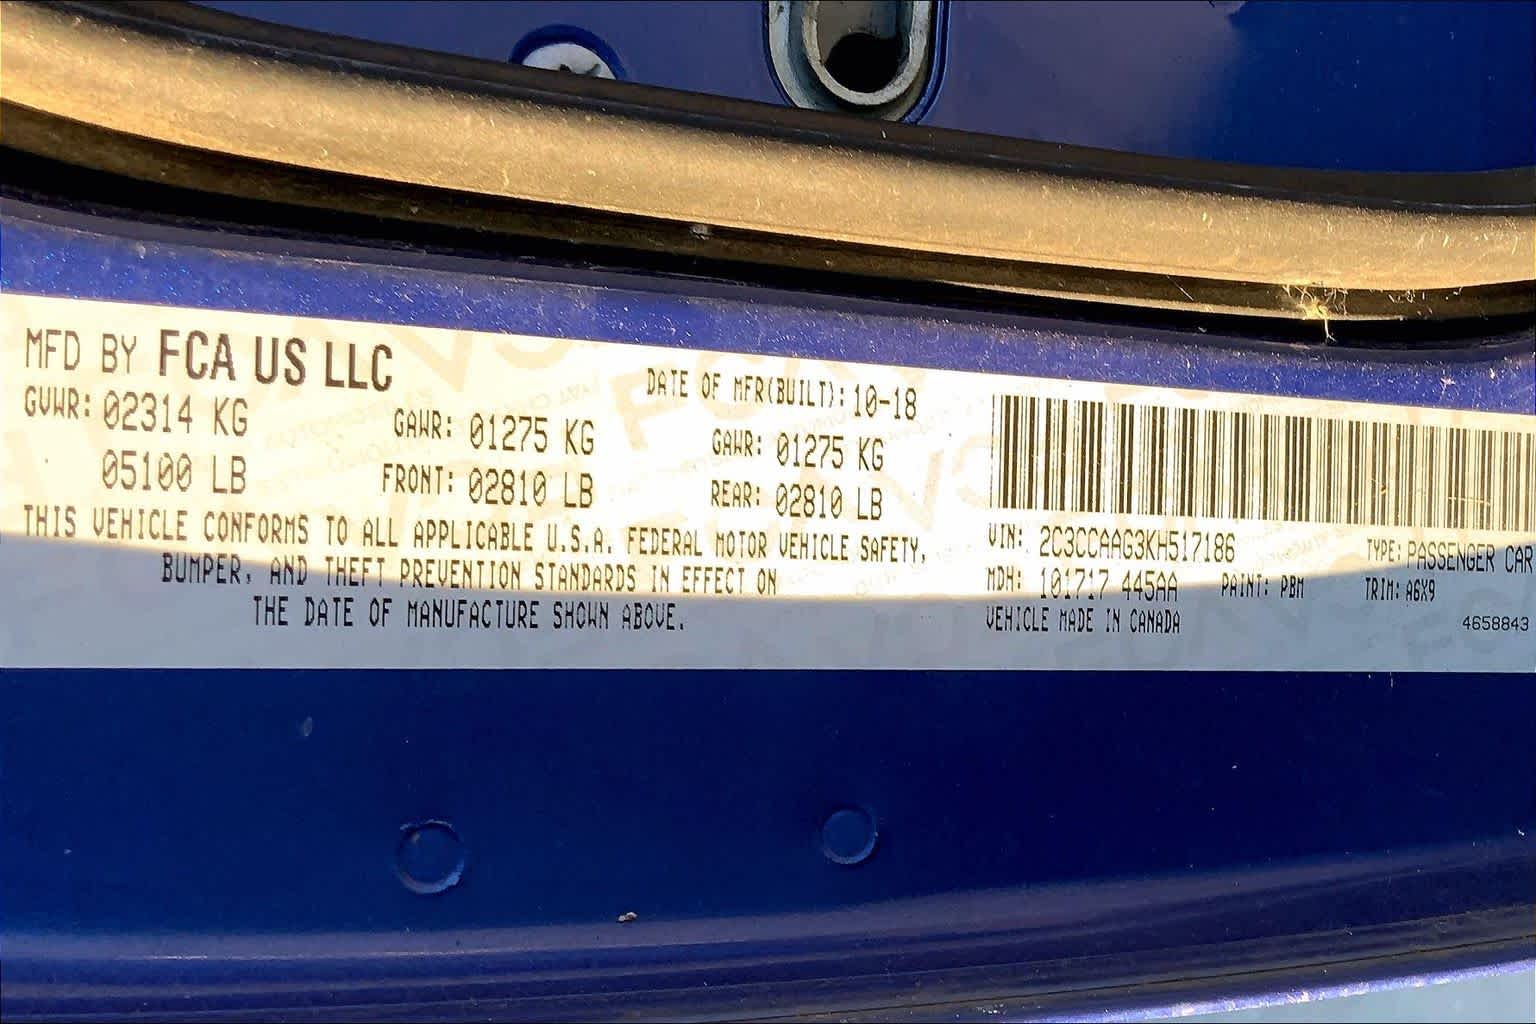 MFD BY FCA US LLC
DATE OF MFR(BUILT): 10-18
GVWR: 02314 KG
GAWR: 01275 KG
GAWR: 01275 KG
05100 LB
FRONT: 02810 LB
REAR: 02810 LB
THIS VEHICLE CONFORMS TO ALL APPLICABLE U.S.A. FEDERAL MOTOR VEHICLE SAFETY,
BUMPER, AND THEFT PREVENTION STANDARDS IN EFFECT ON
THE DATE OF MANUFACTURE SHOWN ABOVE.
VIN: 2C3CCAAG3KH517186
TYPE: PASSENGER CAR
MDH: 101717 445AA
PAINT: PBM
TRIM: A6X9
VEHICLE MADE IN CANADA
4658843